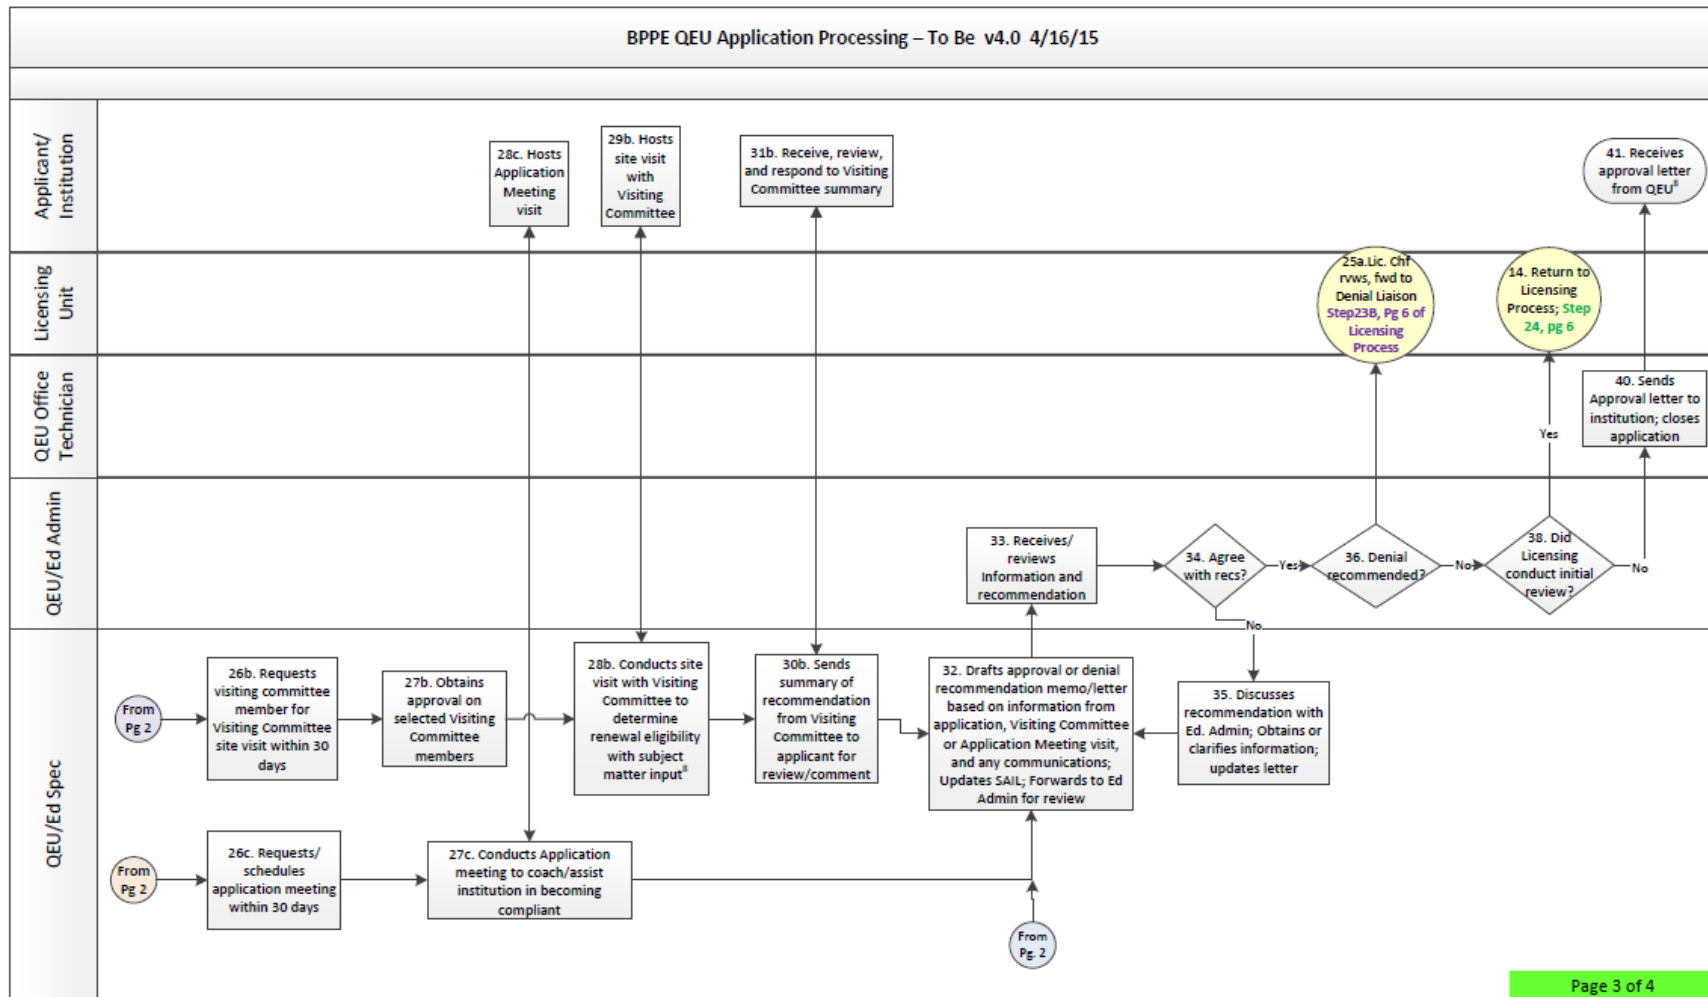 BPPE QEU Application Processing – To Be  v4.0  4/16/15
Applicant/
Institution
28c. Hosts
Application
Meeting
visit
29b. Hosts
site visit
with
Visiting
Committee
31b. Receive, review,
and respond to Visiting
Committee summary
41. Receives
approval letter
from QEU⁸
Licensing
Unit
25a.Lic. Chf
rvws, fwd to
Denial Liaison
Step23B, Pg 6 of
Licensing
Process
14. Return to
Licensing
Process; Step
24, pg 6
QEU Office
Technician
40. Sends
Approval letter to
institution; closes
application
Yes
QEU/Ed Admin
33. Receives/
reviews
Information and
recommendation
34. Agree
with recs?
Yes
36. Denial
recommended?
No
38. Did
Licensing
conduct initial
review?
No
No
QEU/Ed Spec
From
Pg 2
26b. Requests
visiting committee
member for
Visiting Committee
site visit within 30
days
27b. Obtains
approval on
selected Visiting
Committee
members
28b. Conducts site
visit with Visiting
Committee to
determine
renewal eligibility
with subject
matter input⁸
30b. Sends
summary of
recommendation
from Visiting
Committee to
applicant for
review/comment
32. Drafts approval or denial
recommendation memo/letter
based on information from
application, Visiting Committee
or Application Meeting visit,
and any communications;
Updates SAIL; Forwards to Ed
Admin for review
35. Discusses
recommendation with
Ed. Admin; Obtains or
clarifies information;
updates letter
From
Pg 2
26c. Requests/
schedules
application meeting
within 30 days
27c. Conducts Application
meeting to coach/assist
institution in becoming
compliant
From
Pg. 2
Page 3 of 4